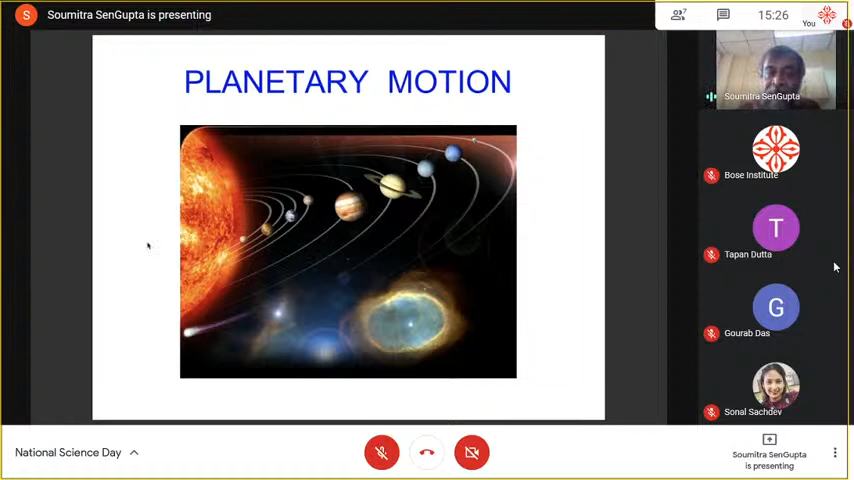 S Soumitra SenGupta is presenting
7
15:26
You
PLANETARY MOTION
Soumitra SenGupta
Bose Institute
T
Tapan Dutta
G
Gourab Das
Sonal Sachdev
National Science Day
Soumitra SenGupta
is presenting